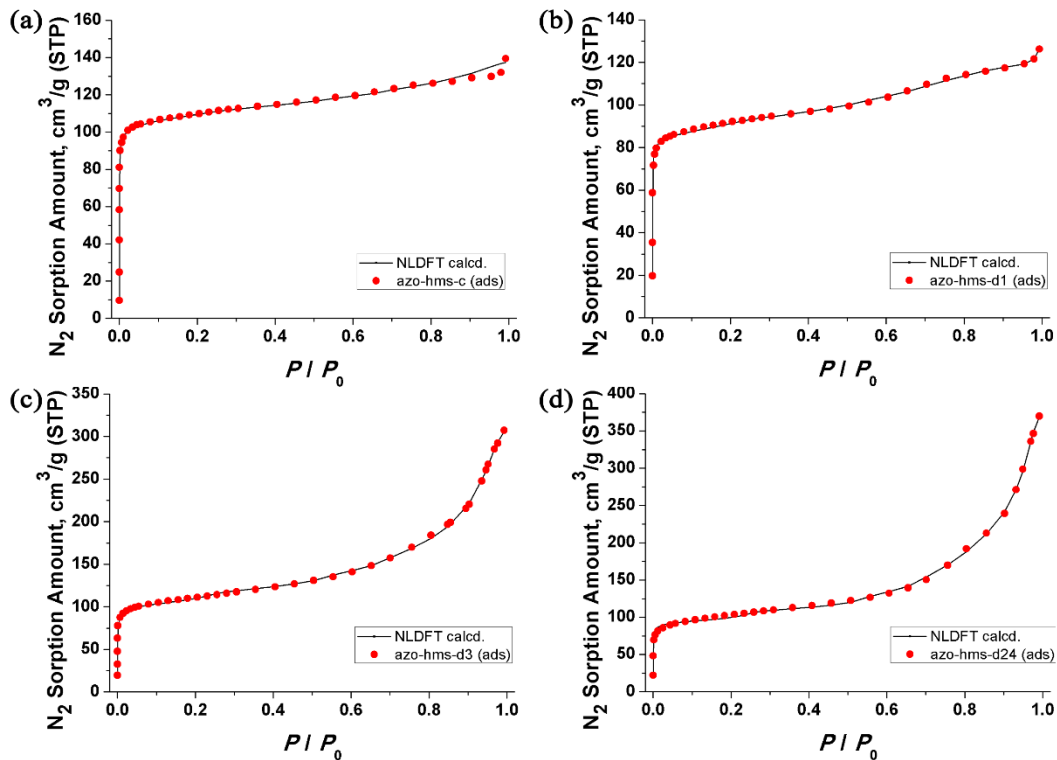 (a)
N2 Sorption Amount, cm3/g (STP)
160
140
120
100
80
60
40
20
0
NLDFT calcd.
azo-hms-c (ads)
0.0 0.2 0.4 0.6 0.8 1.0
P / P0
(b)
N2 Sorption Amount, cm3/g (STP)
140
120
100
80
60
40
20
0
NLDFT calcd.
azo-hms-d1 (ads)
0.0 0.2 0.4 0.6 0.8 1.0
P / P0
(c)
N2 Sorption Amount, cm3/g (STP)
350
300
250
200
150
100
50
0
NLDFT calcd.
azo-hms-d3 (ads)
0.0 0.2 0.4 0.6 0.8 1.0
P / P0
(d)
N2 Sorption Amount, cm3/g (STP)
400
350
300
250
200
150
100
50
0
NLDFT calcd.
azo-hms-d24 (ads)
0.0 0.2 0.4 0.6 0.8 1.0
P / P0